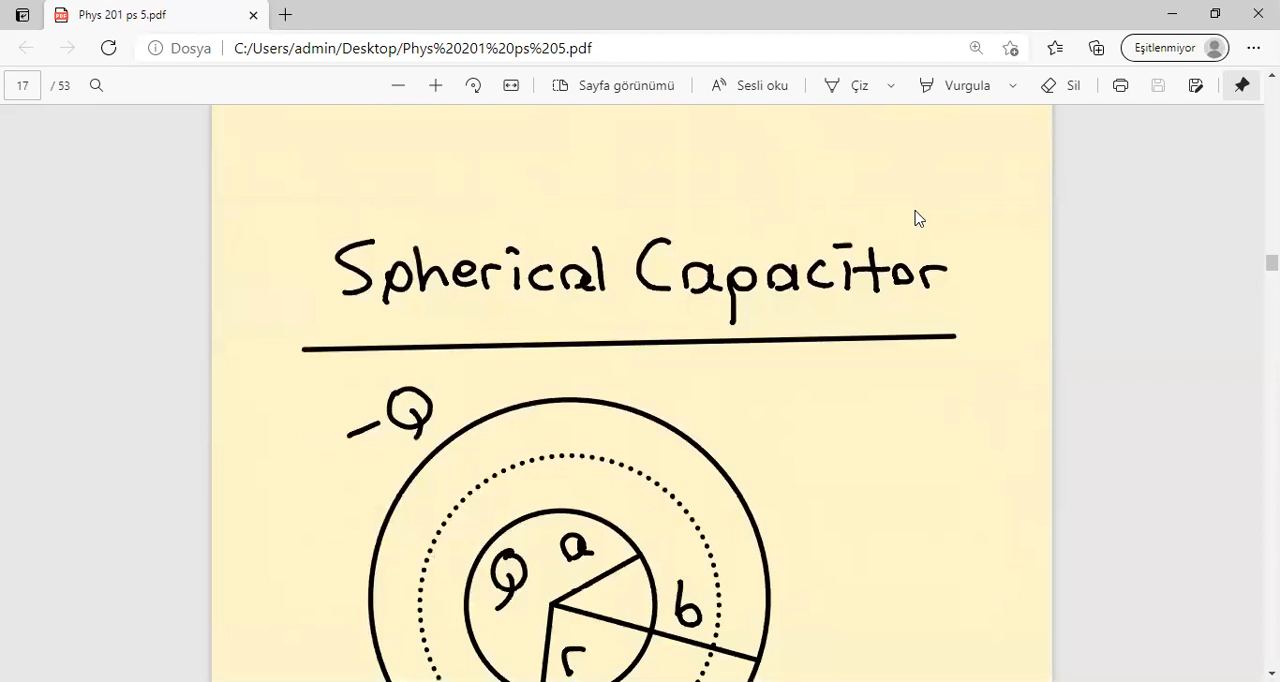 Phys 201 ps 5.pdf
Dosya C:/Users/admin/Desktop/Phys%20201%20ps%205.pdf Eşitlenmiyor
17 / 53 Sayfa görünümü Sesli oku Çiz Vurgula Sil
Spherical Capacitor
-Q
a
Q
b
r